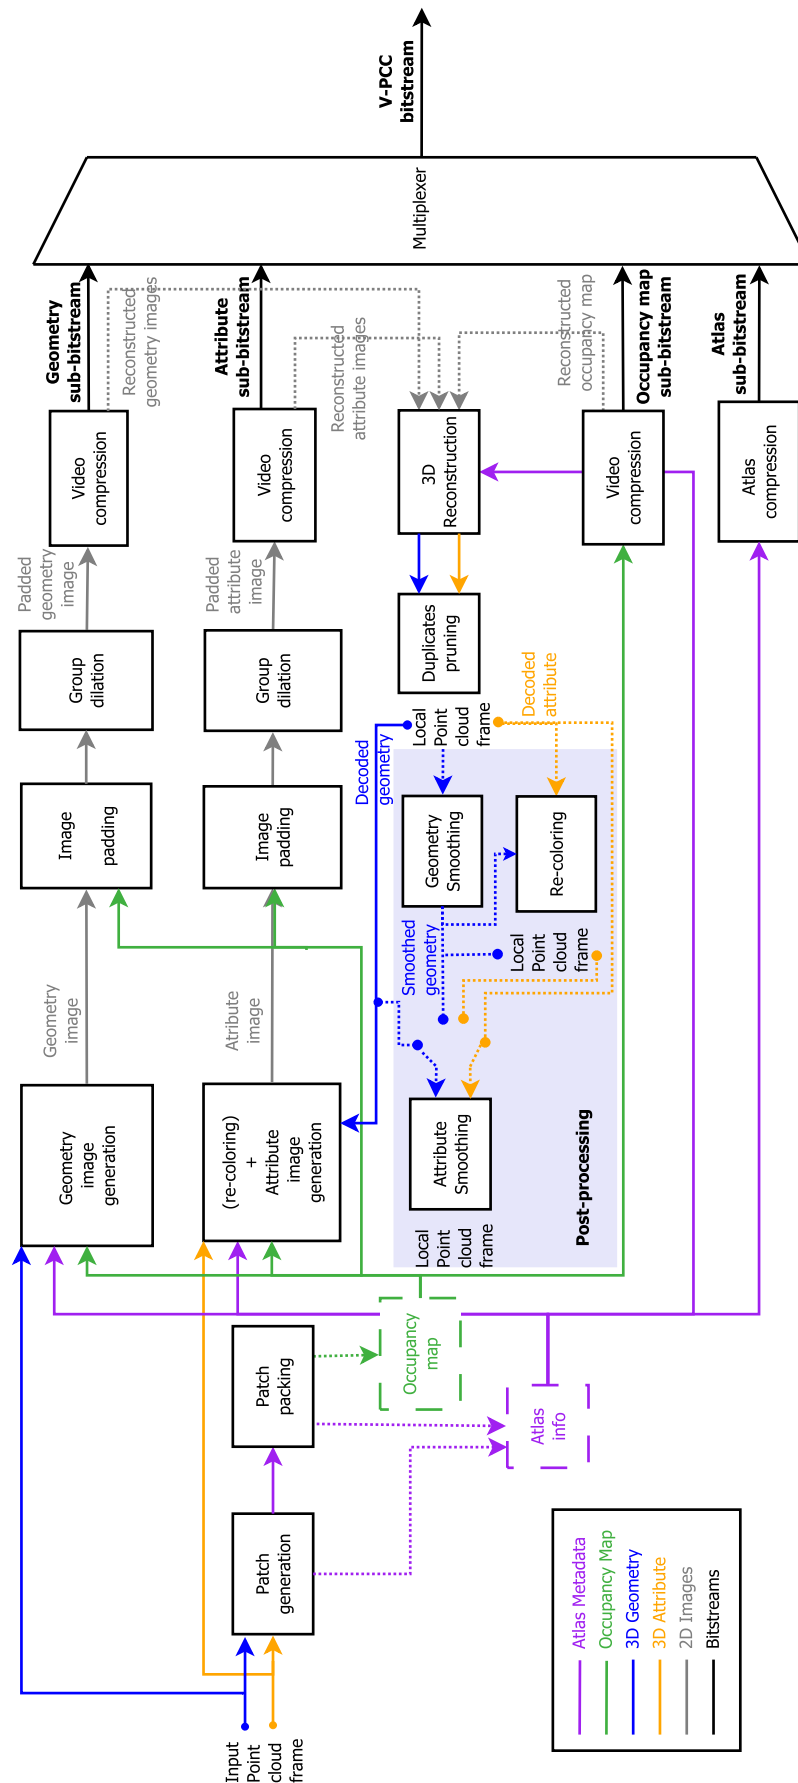 Input
Point
cloud
frame
Patch
generation
Patch
packing
Occupancy
map
Atlas
info
Geometry
image
generation
(re-coloring)
+
Attribute
image
generation
Geometry
image
Atribute
image
Image
padding
Image
padding
Group
dilation
Group
dilation
Padded
geometry
image
Padded
attribute
image
Video
compression
Video
compression
Geometry
sub-bitstream
Reconstructed
geometry images
Attribute
sub-bitstream
Reconstructed
attribute images
3D
Reconstruction
Duplicates
pruning
Local
Point
cloud
frame
Decoded
geometry
Decoded
attribute
Geometry
Smoothing
Re-coloring
Smoothed
geometry
Local
Point
cloud
frame
Attribute
Smoothing
Local
Point
cloud
frame
Post-processing
Reconstructed
occupancy map
Video
compression
Occupancy map
sub-bitstream
Atlas
compression
Atlas
sub-bitstream
Multiplexer
V-PCC
bitstream
Atlas Metadata
Occupancy Map
3D Geometry
3D Attribute
2D Images
Bitstreams